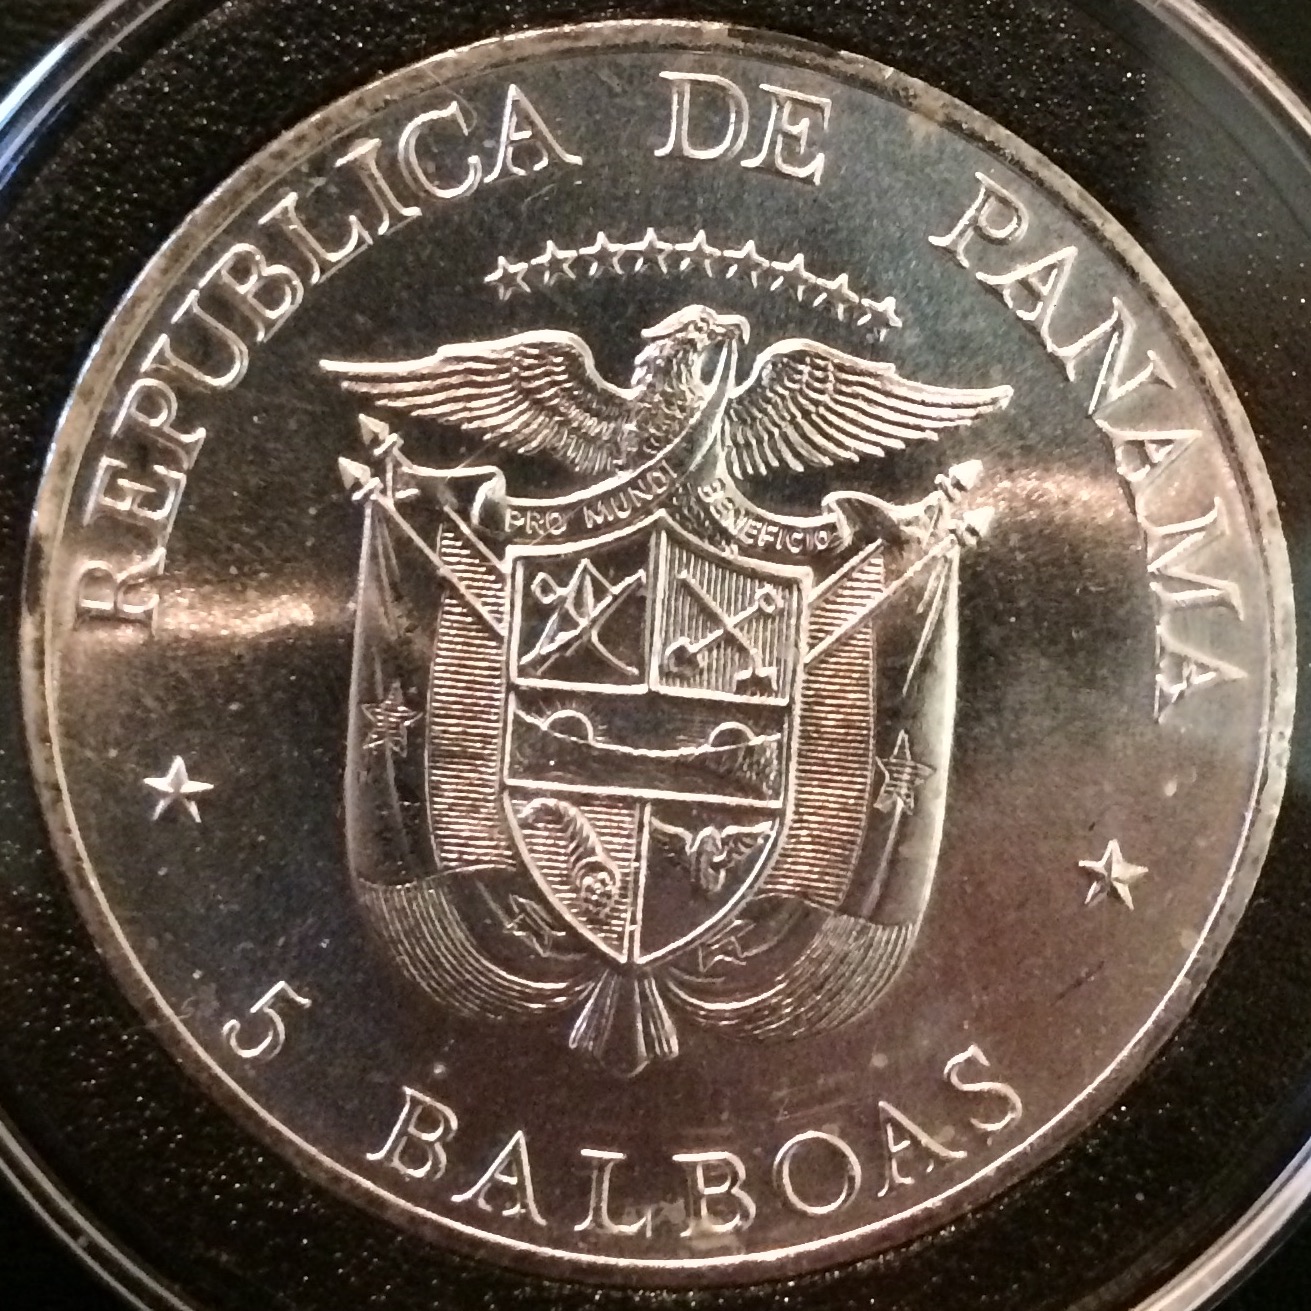 REPUBLICA DE PANAMA
PRO MUNDI BENEFICIO
5 BALBOAS